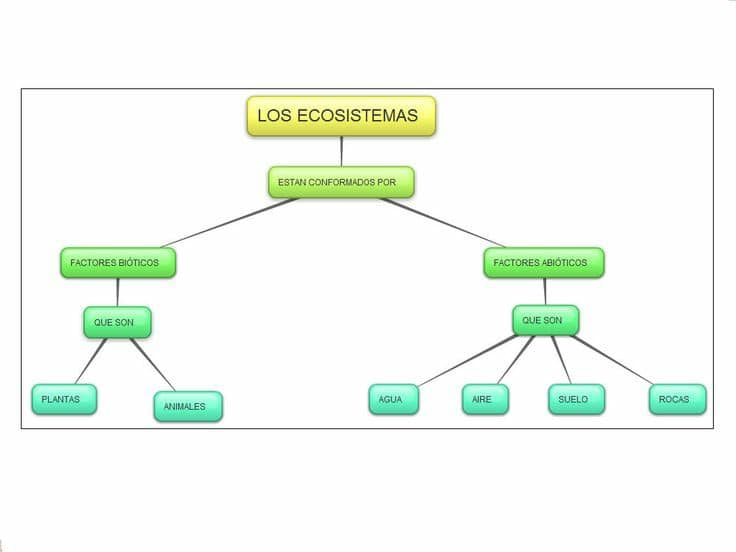 LOS ECOSISTEMAS
ESTAN CONFORMADOS POR
FACTORES BIÓTICOS
FACTORES ABIÓTICOS
QUE SON
QUE SON
PLANTAS
ANIMALES
AGUA
AIRE
SUELO
ROCAS